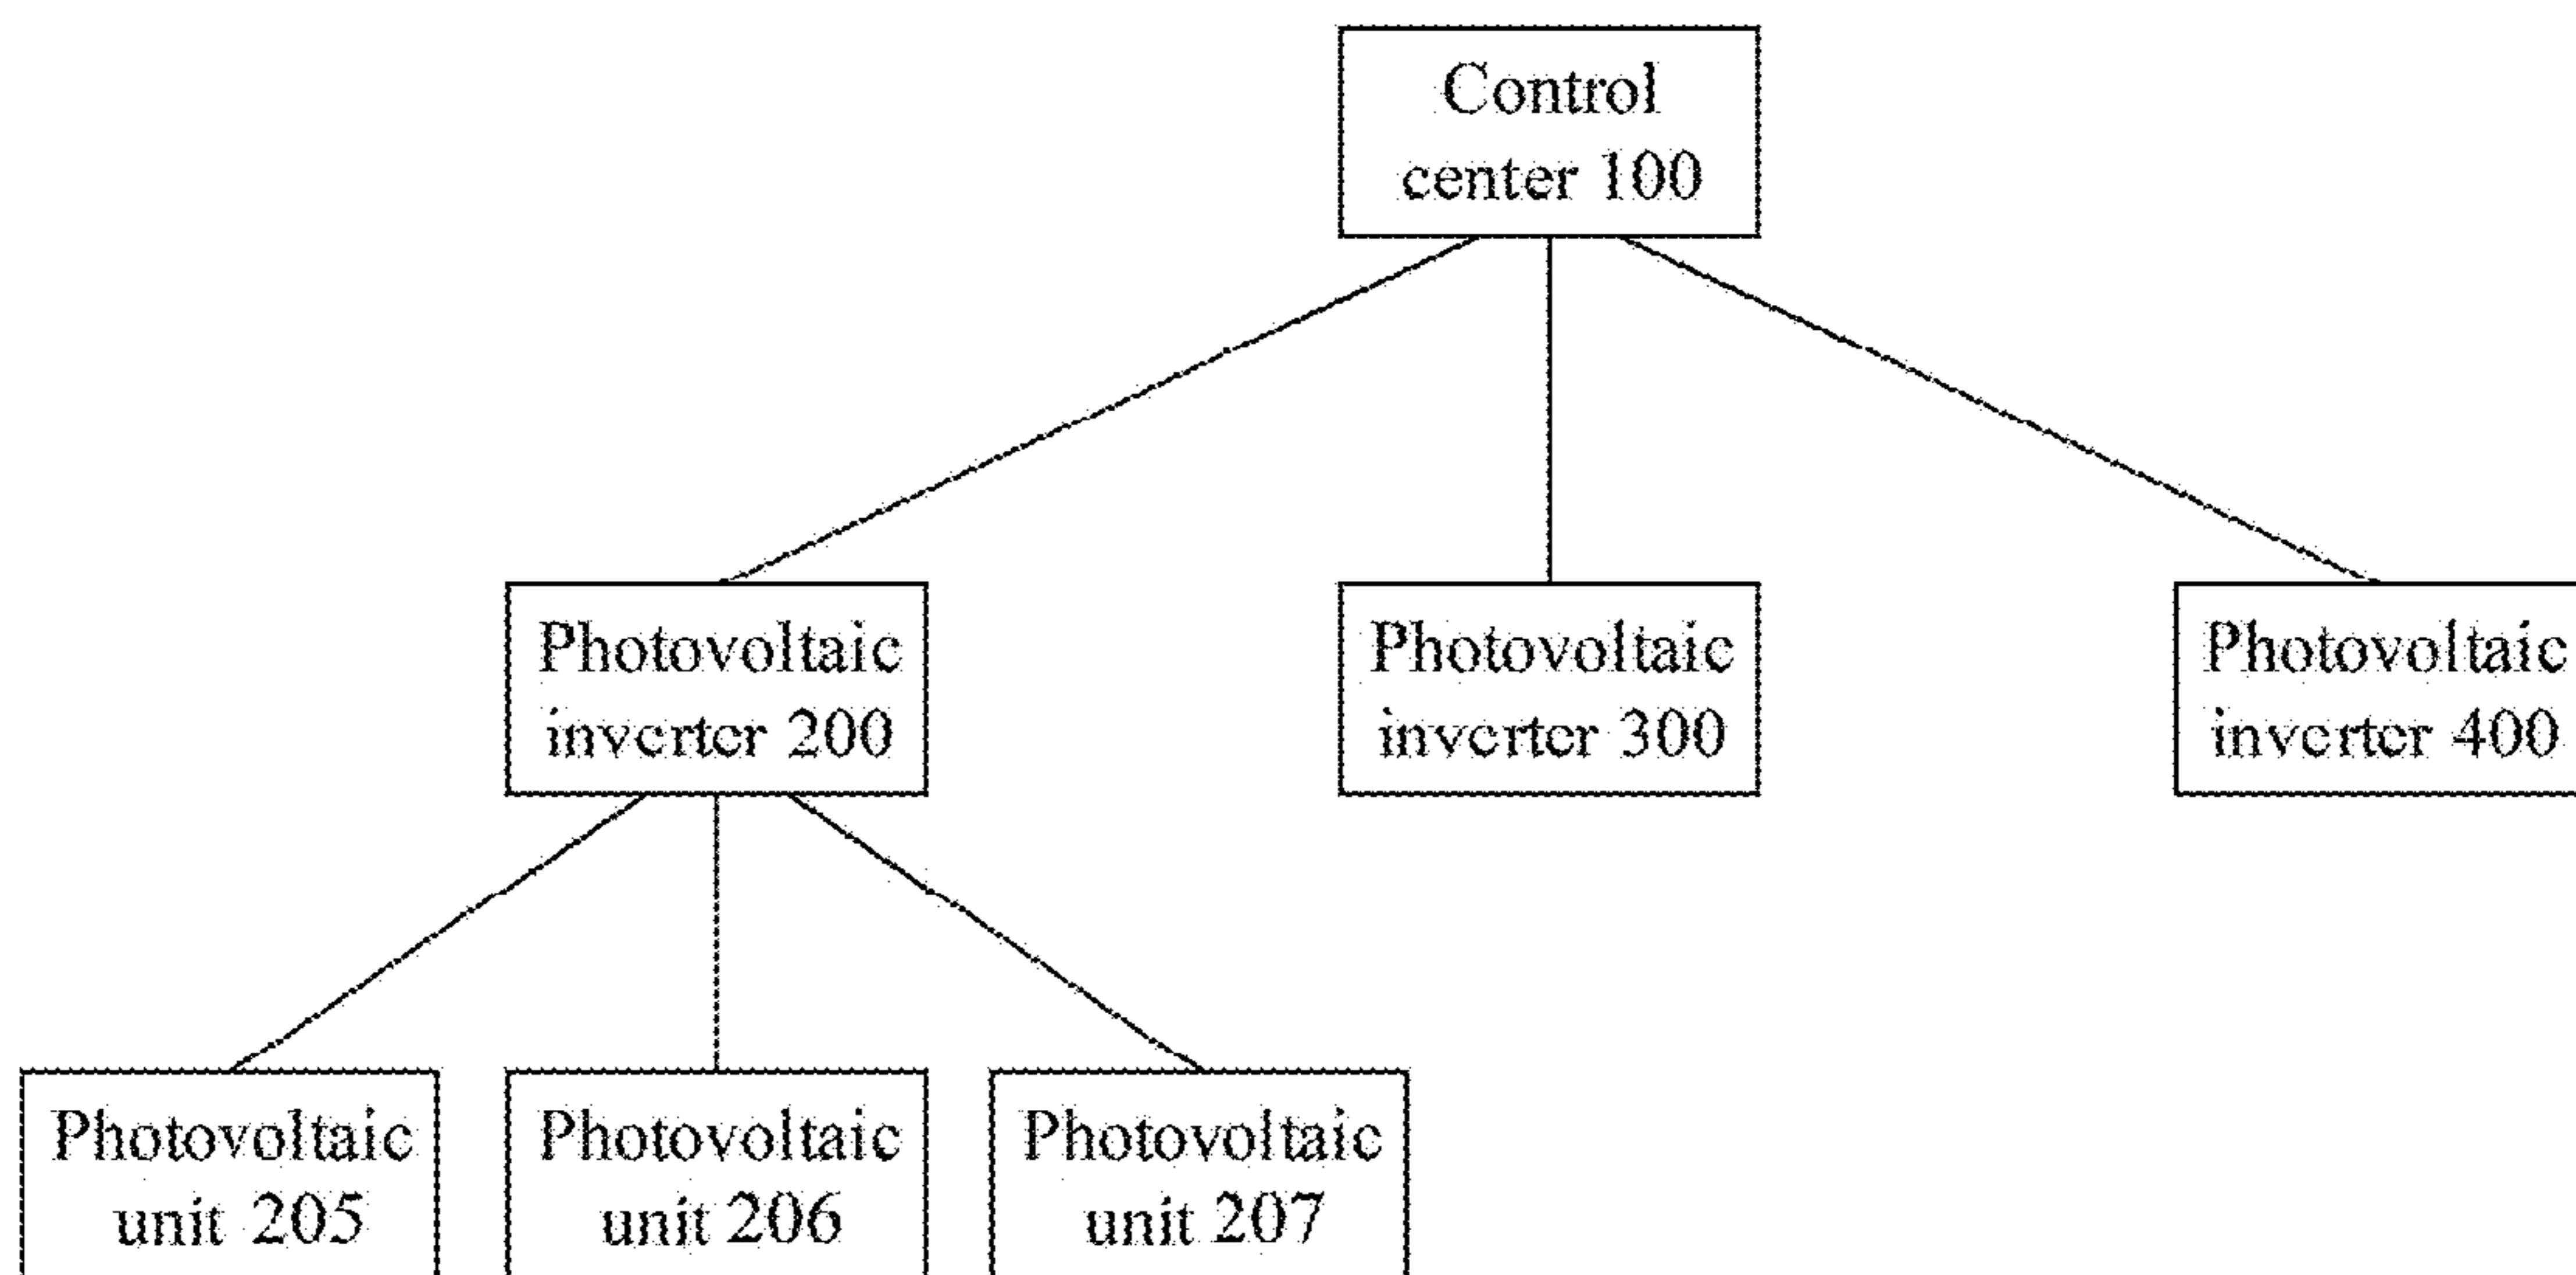 Control
center 100
Photovoltaic
inverter 200
Photovoltaic
inverter 300
Photovoltaic
inverter 400
Photovoltaic
unit 205
Photovoltaic
unit 206
Photovoltaic
unit 207